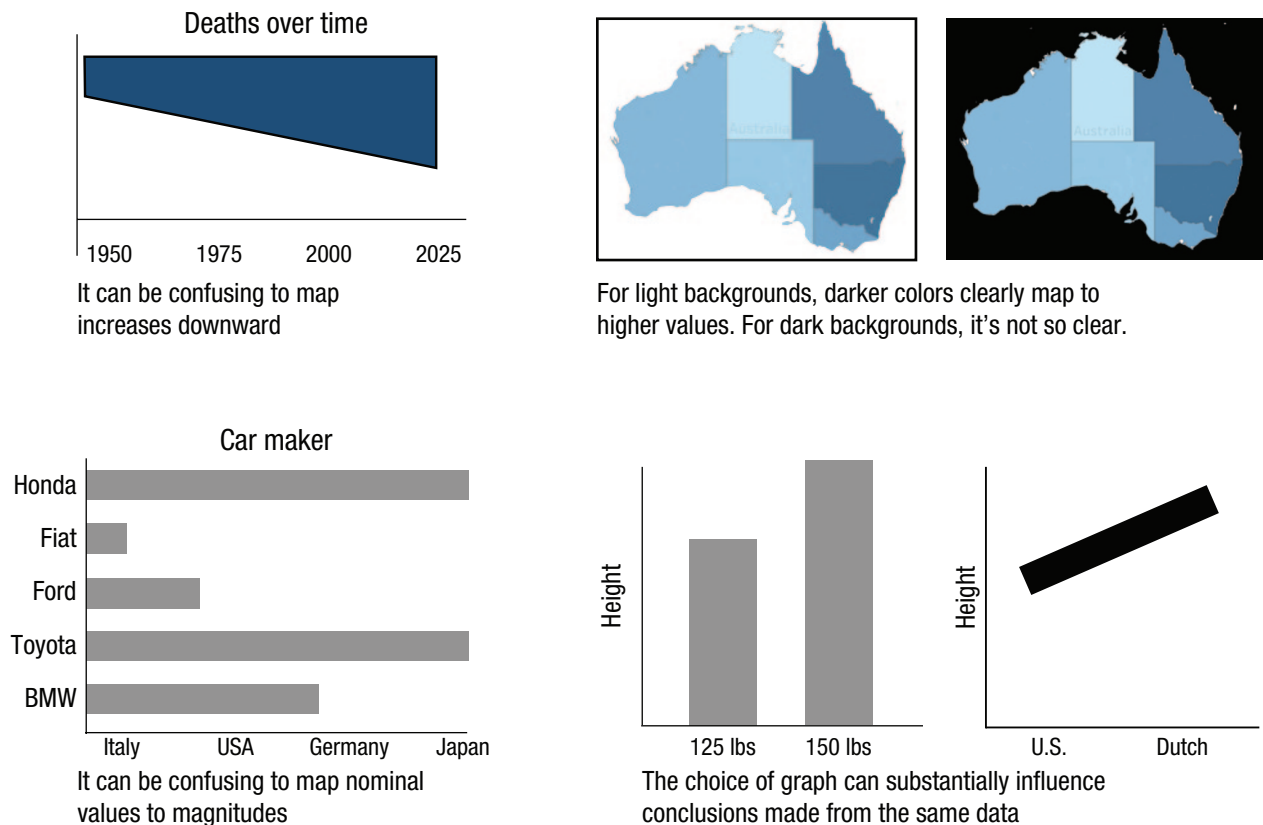 Deaths over time
1950 1975 2000 2025
It can be confusing to map
increases downward
Australia
Australia
For light backgrounds, darker colors clearly map to
higher values. For dark backgrounds, it's not so clear.
Car maker
Honda
Fiat
Ford
Toyota
BMW
Italy USA Germany Japan
It can be confusing to map nominal
values to magnitudes
Height
125 lbs 150 lbs
Height
U.S. Dutch
The choice of graph can substantially influence
conclusions made from the same data